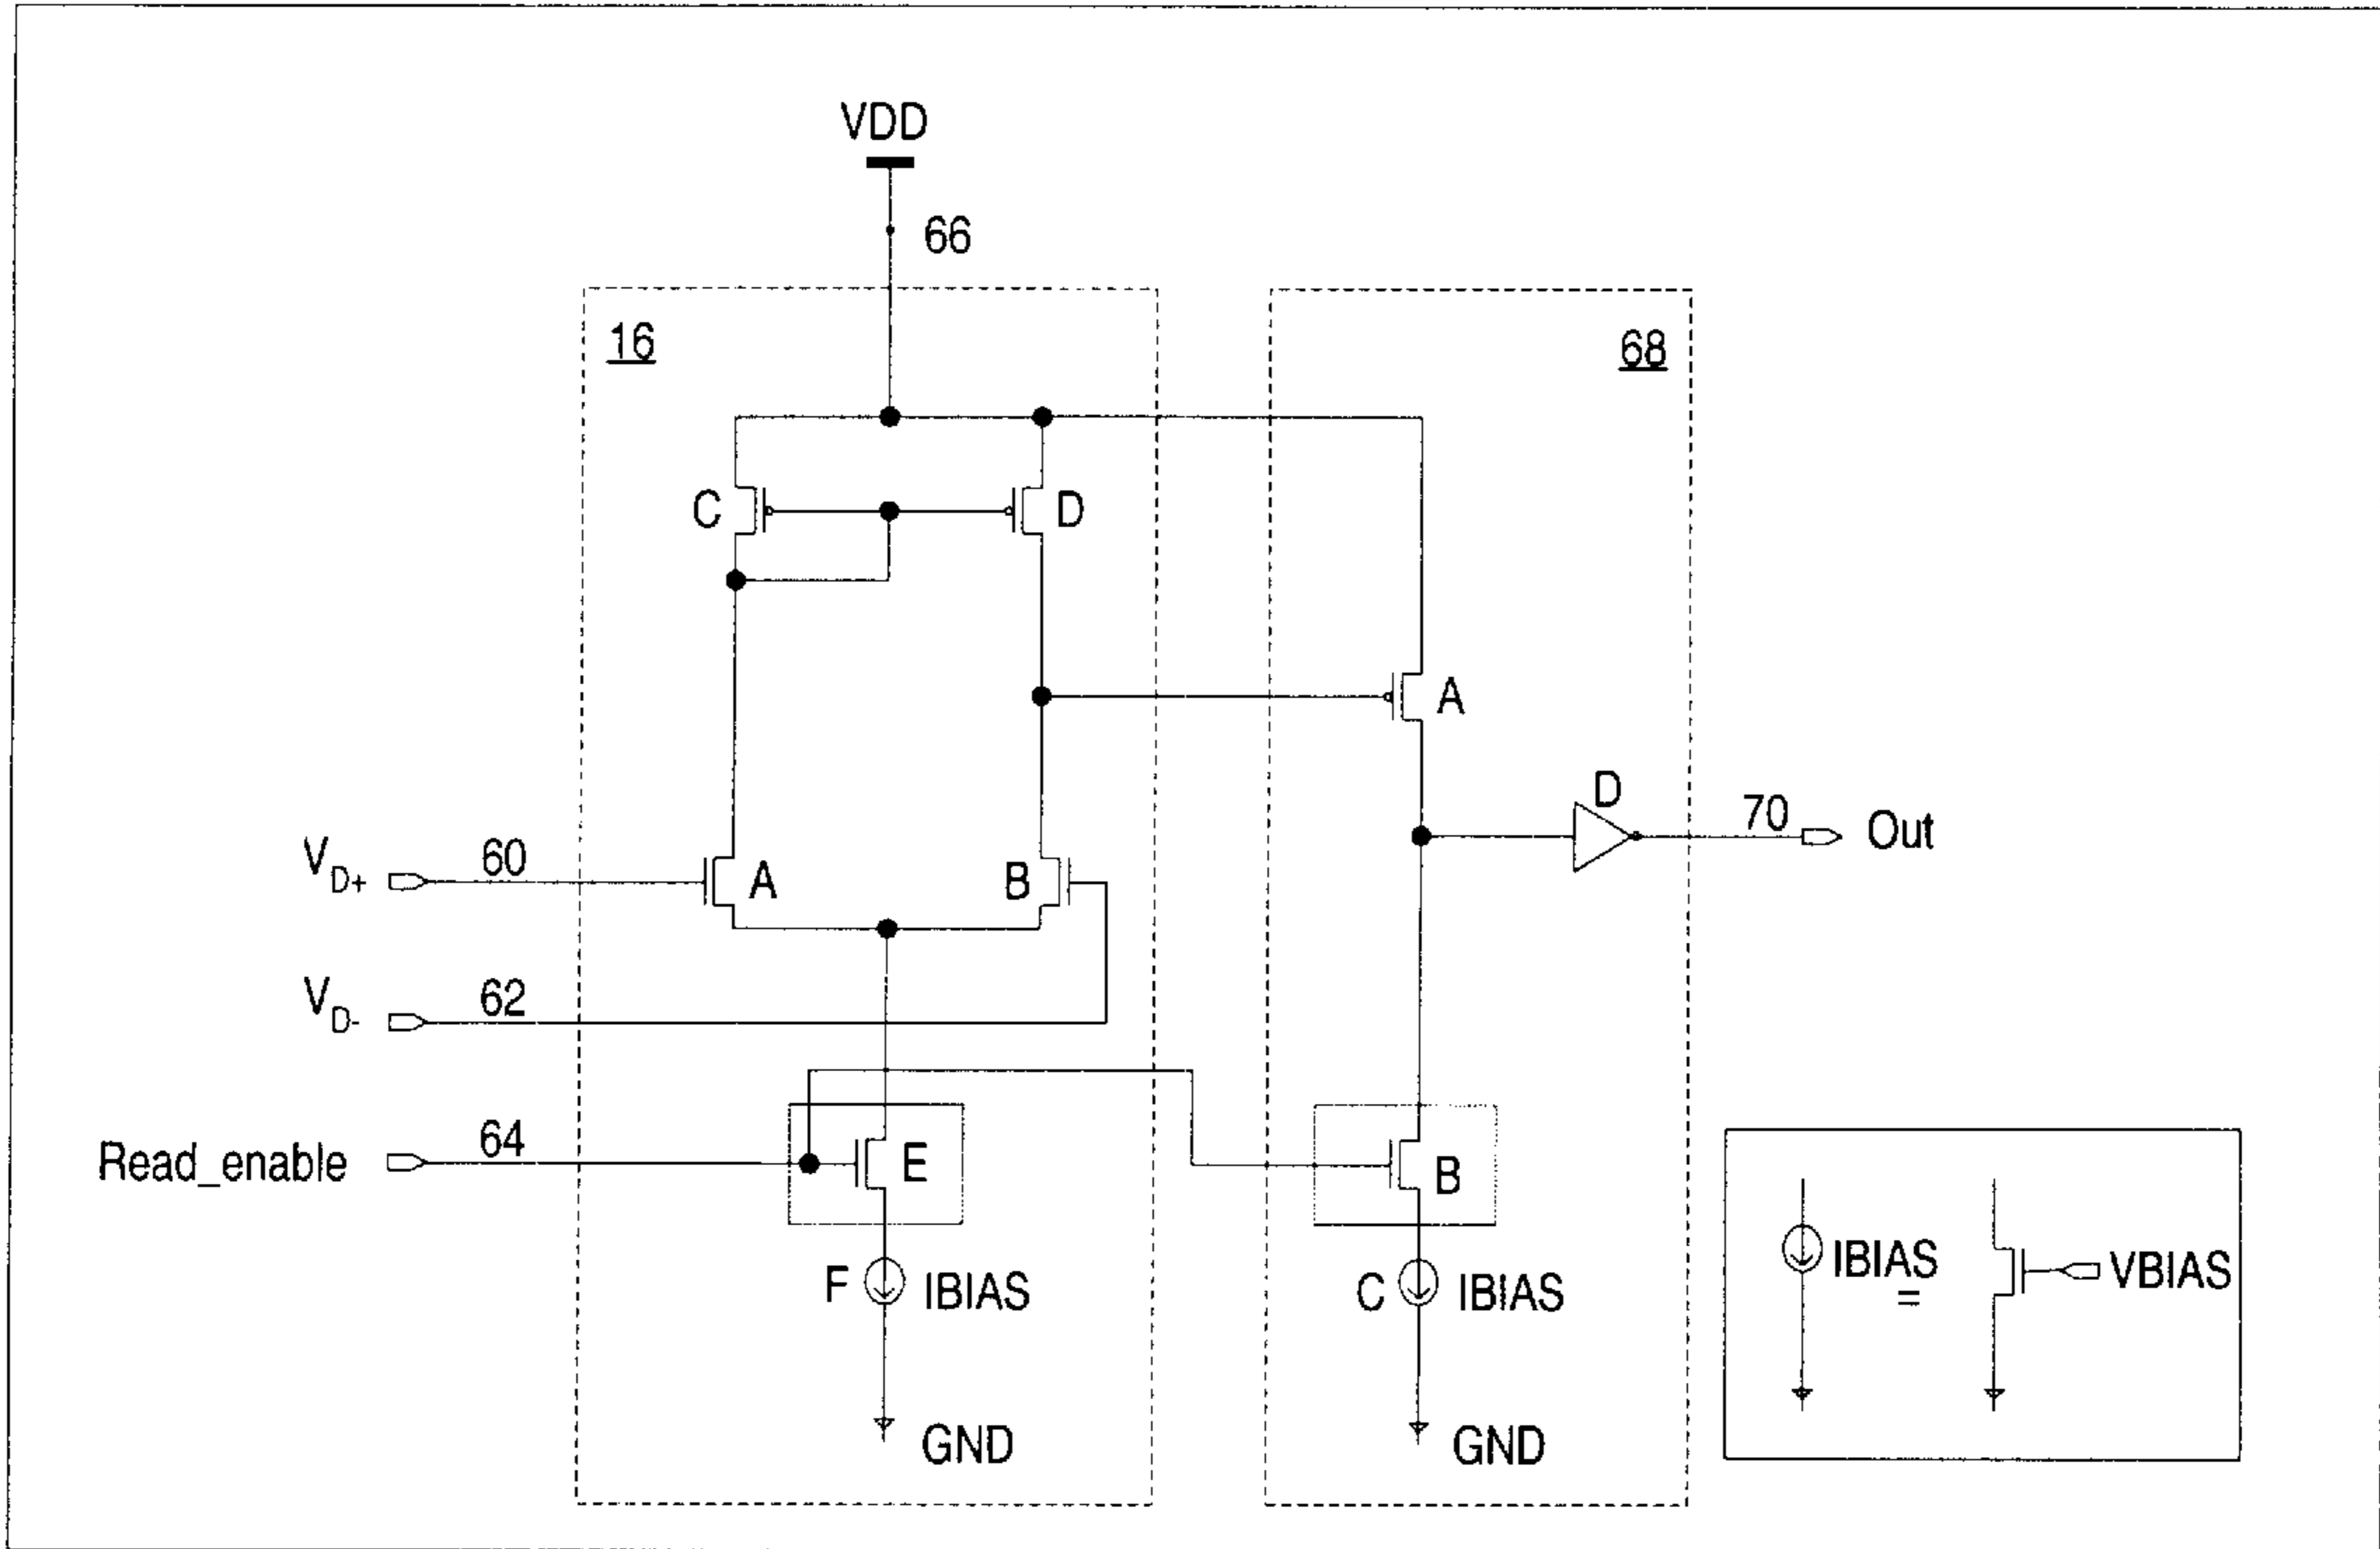 VDD
66
16
68
C
D
A
D
70
Out
V D+
60
A
B
V D-
62
Read_enable
64
E
B
F
IBIAS
C
IBIAS
GND
GND
IBIAS
=
VBIAS